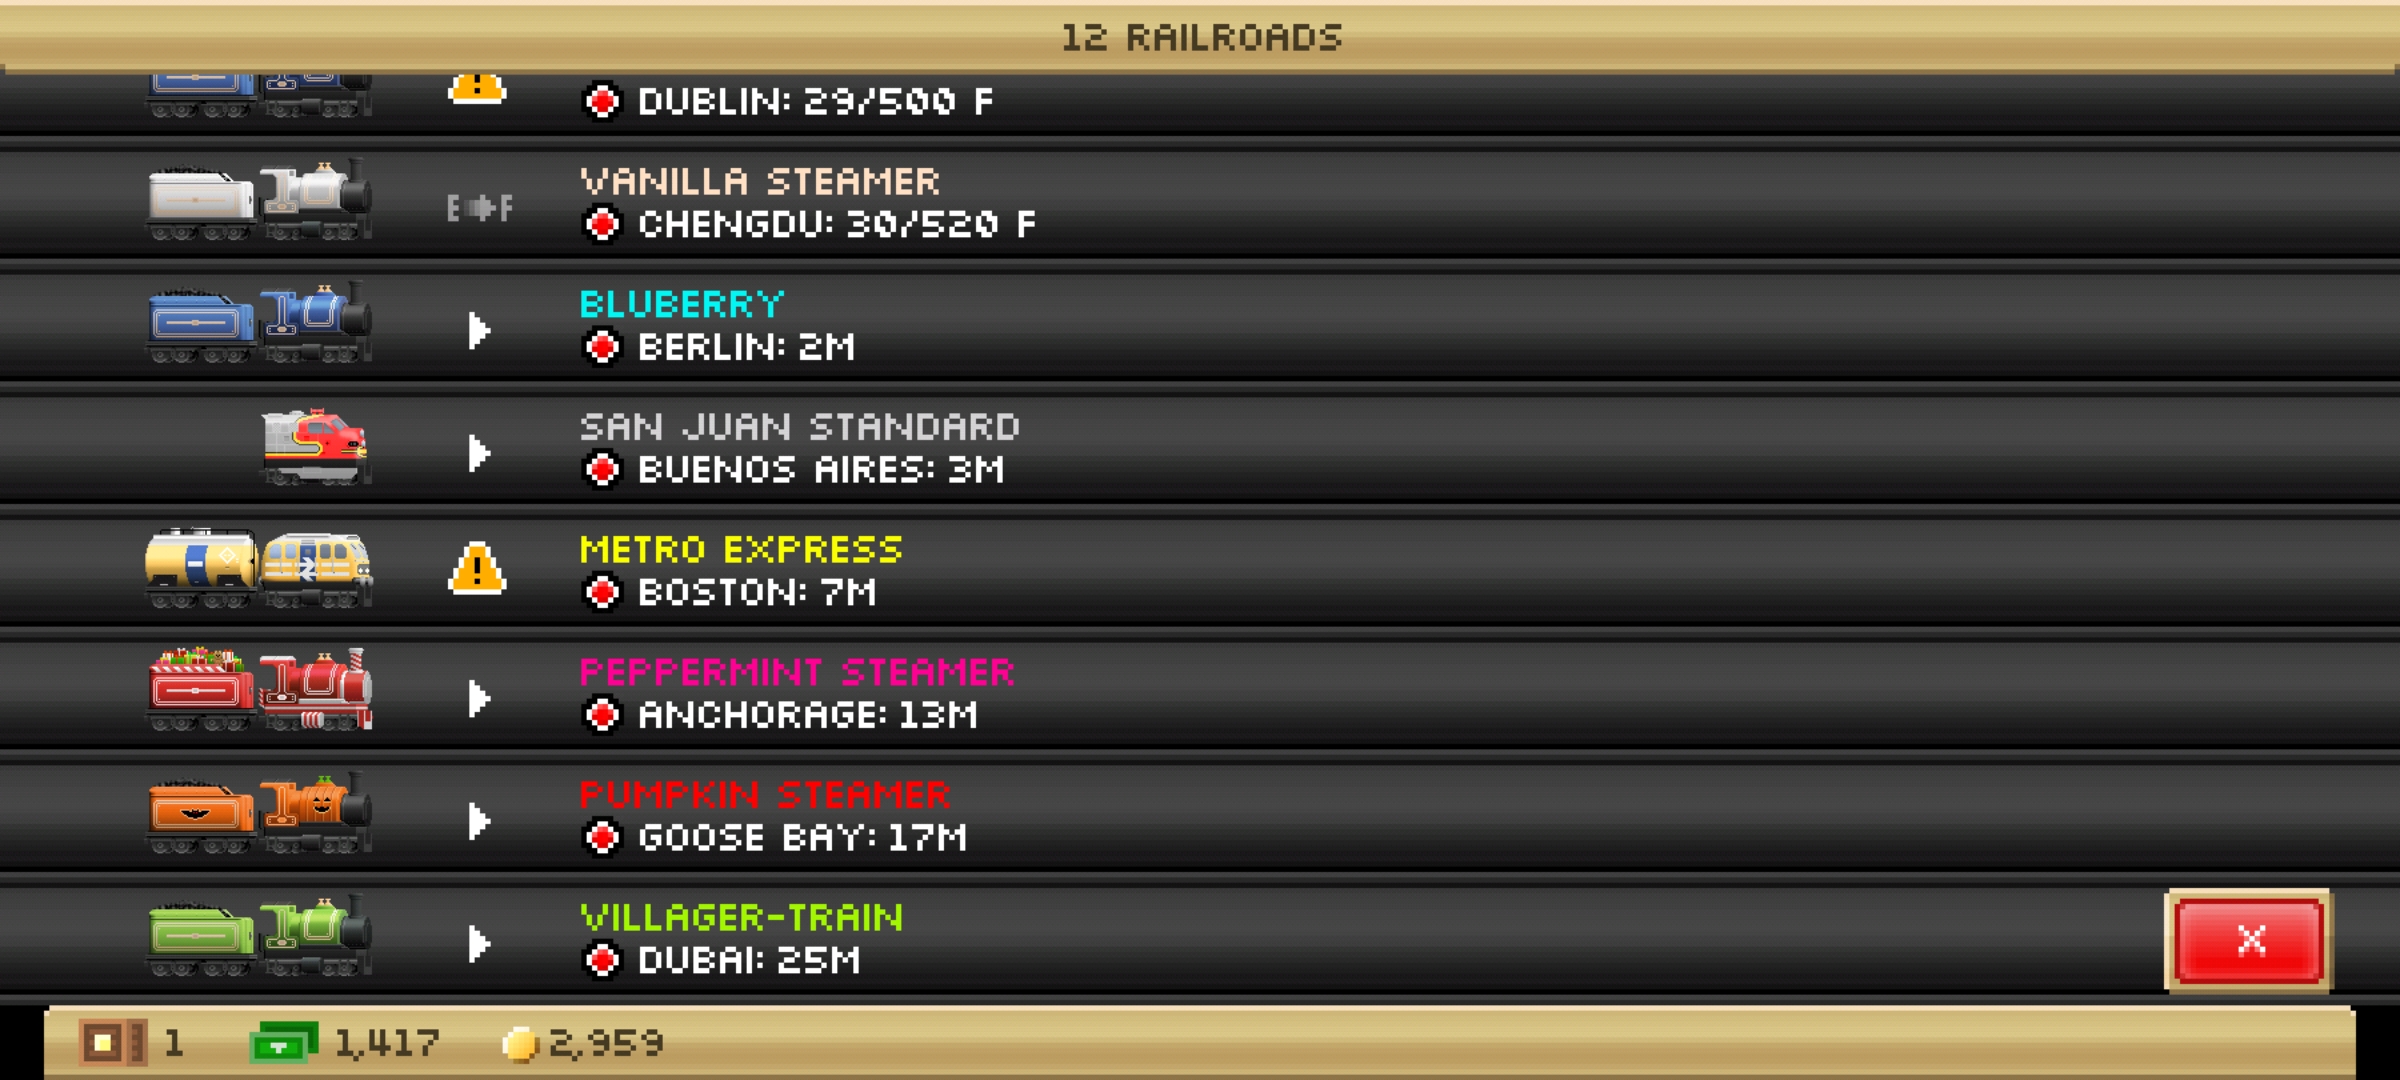 12 RAILROADS
DUBLIN: 29/500 F
VANILLA STEAMER
E F
CHENGDU: 30/520 F
BLUBERRY
BERLIN: 2M
SAN JUAN STANDARD
BUENOS AIRES: 3M
METRO EXPRESS
BOSTON: 7M
PEPPERMINT STEAMER
ANCHORAGE: 13M
PUMPKIN STEAMER
GOOSE BAY: 17M
VILLAGER-TRAIN
DUBAI: 25M
X
1 1,417 2,959